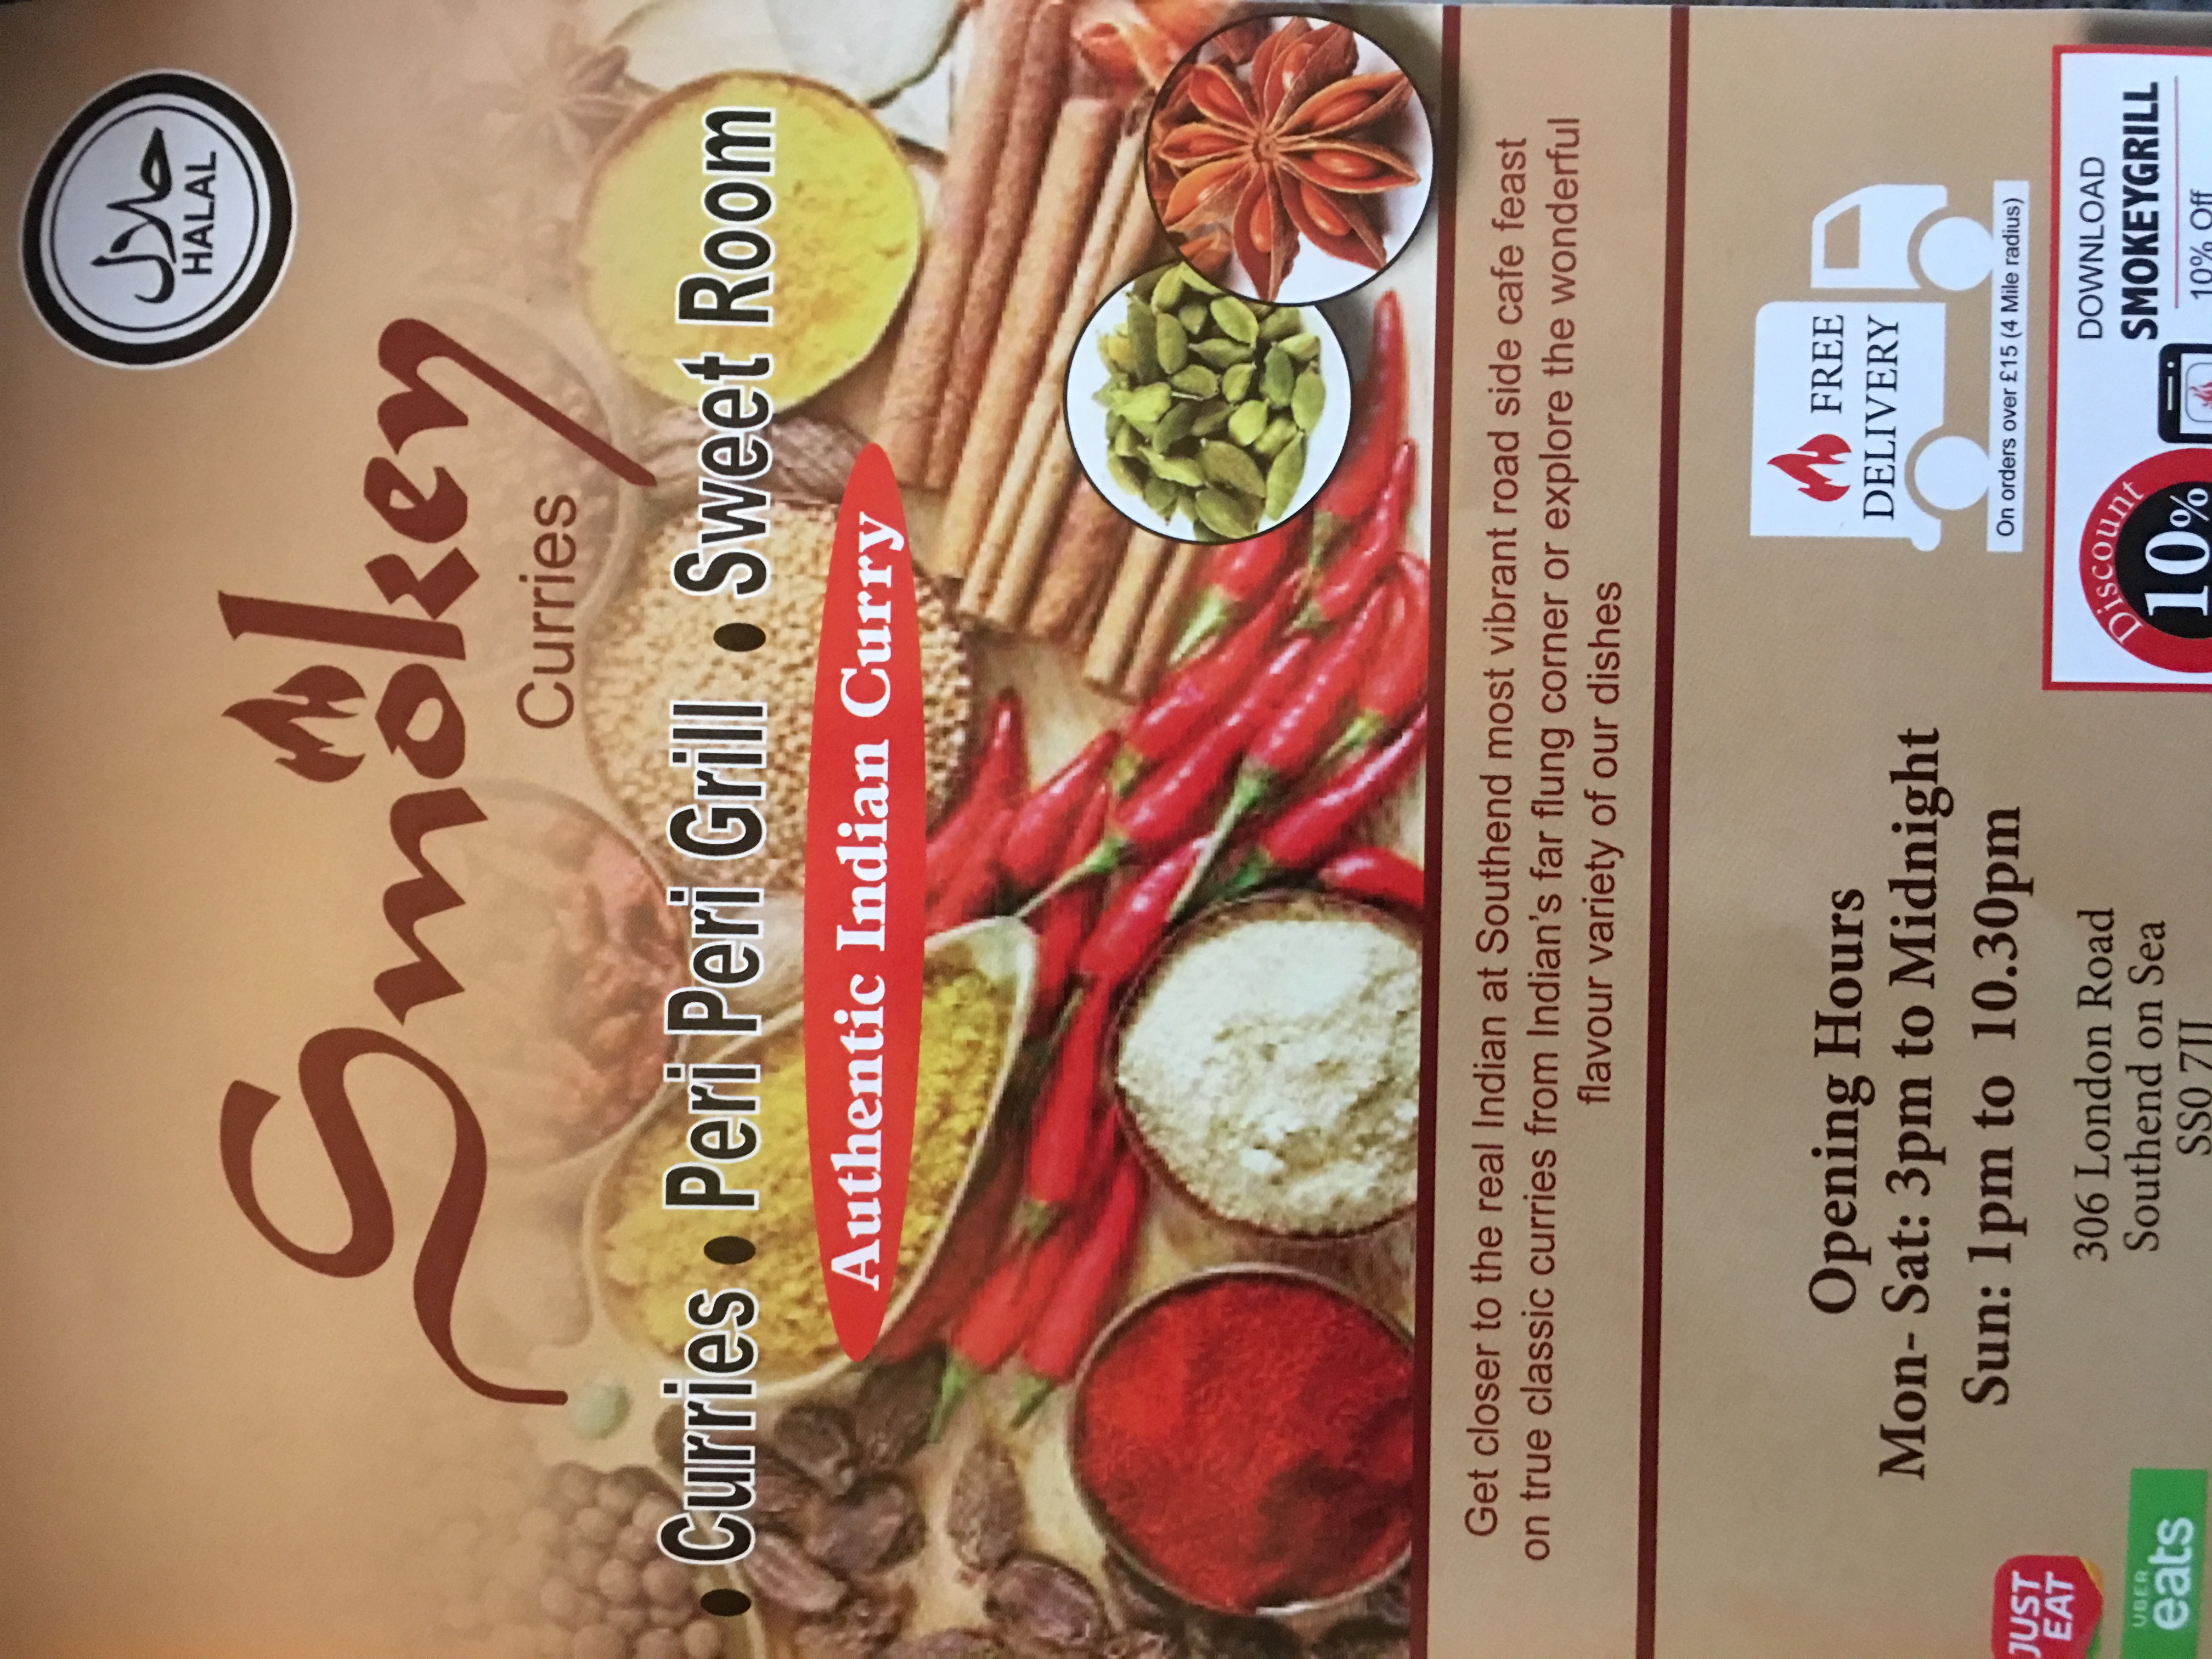 حلال
HALAL
Smokey
Curries
• Curries • Peri Peri Grill • Sweet Room
Authentic Indian Curry
Get closer to the real Indian at Southend most vibrant road side cafe feast
on true classic curries from Indian's far flung corner or explore the wonderful
flavour variety of our dishes
FREE
DELIVERY
On orders over £15 (4 Mile radius)
Opening Hours
Mon- Sat: 3pm to Midnight
Sun: 1pm to 10.30pm
306 London Road
Southend on Sea
SS0
JUST
EAT
UBER
eats
Discount
10%
DOWNLOAD
SMOKEYGRILL
10% Off